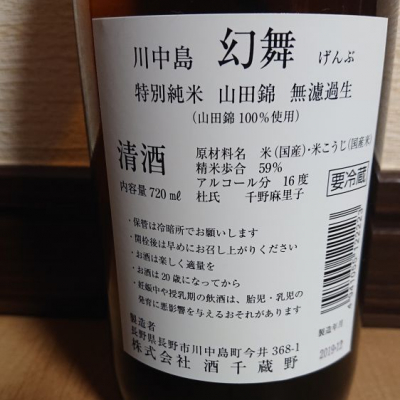 川中島 幻舞 げんぶ
特別純米 山田錦 無濾過生
(山田錦100%使用)
清酒
内容量720ml
原材料名 米(国産)・米こうじ(国産米)
精米歩合 59%
アルコール分 16度
杜氏 千野麻里子
要冷蔵
・保管は冷暗所でお願いします
・開栓後は早めにお召し上がりください
・お酒は楽しく適量を
・お酒は20歳になってから
・妊娠中や授乳期の飲酒は、胎児・乳児の
発育に悪影響を与えるおそれがあります
製造者
長野県長野市川中島町今井368-1
株式会社 酒千蔵野
製造年月
2019-12